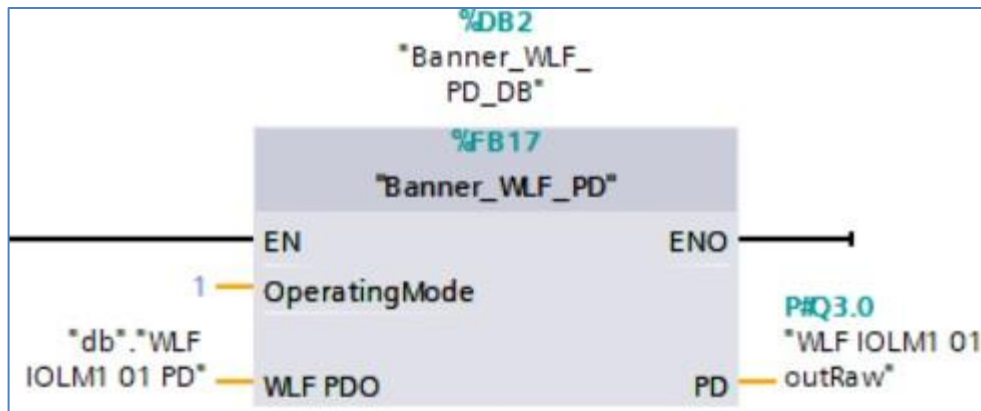 %DB2
"Banner_WLF_
PD_DB"
%FB17
"Banner_WLF_PD"
EN ENO
1 OperatingMode
P#Q3.0
"db"."WLF "WLF IOLM1 01
IOLM1 01 PD" WLF PDO PD outRaw"